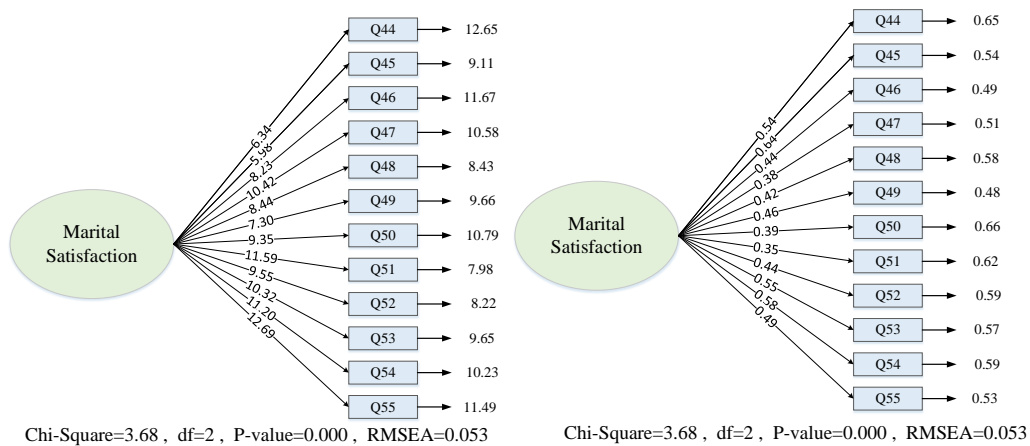 Marital
Satisfaction
6.34
5.98
8.23
10.42
8.44
7.30
9.35
11.59
9.55
10.32
11.20
12.69
Q44 12.65
Q45 9.11
Q46 11.67
Q47 10.58
Q48 8.43
Q49 9.66
Q50 10.79
Q51 7.98
Q52 8.22
Q53 9.65
Q54 10.23
Q55 11.49
Chi-Square=3.68 , df=2 , P-value=0.000 , RMSEA=0.053
Marital
Satisfaction
0.54
0.64
0.44
0.38
0.42
0.46
0.39
0.35
0.44
0.55
0.58
0.49
Q44 0.65
Q45 0.54
Q46 0.49
Q47 0.51
Q48 0.58
Q49 0.48
Q50 0.66
Q51 0.62
Q52 0.59
Q53 0.57
Q54 0.59
Q55 0.53
Chi-Square=3.68 , df=2 , P-value=0.000 , RMSEA=0.053